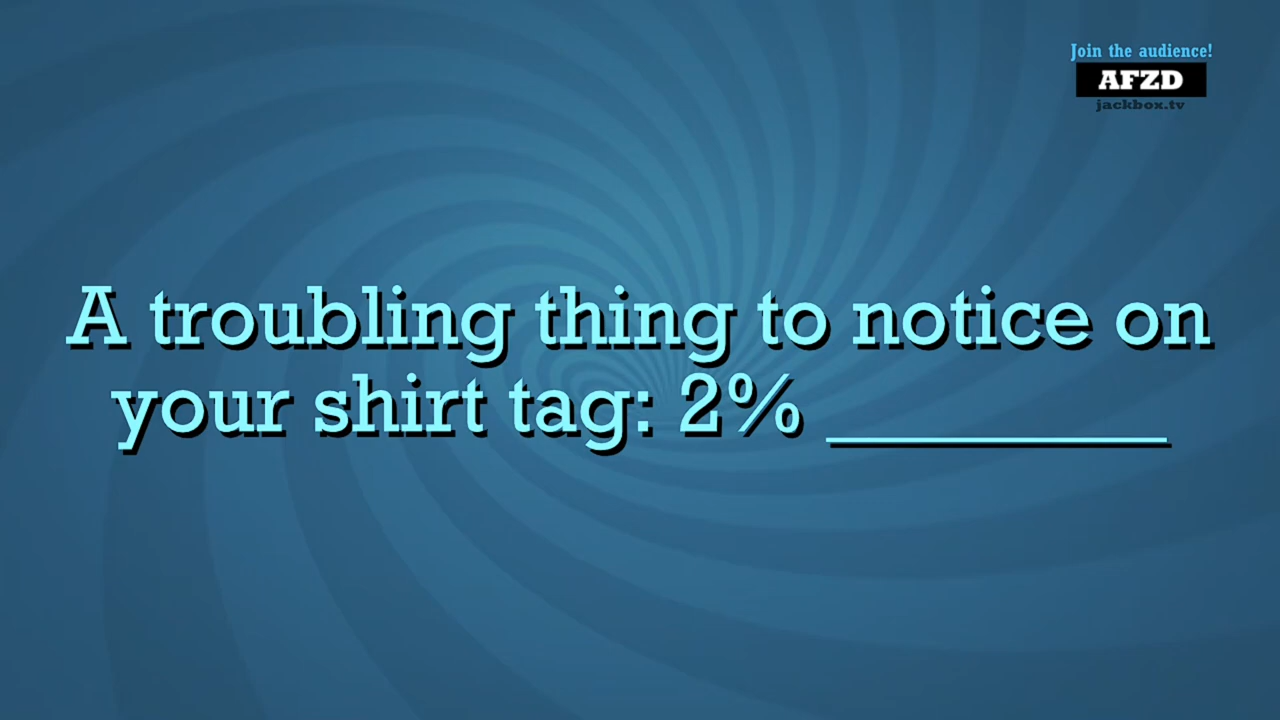 Join the audience!
AFZD
jackbox.tv
A troubling thing to notice on
your shirt tag: 2% ________